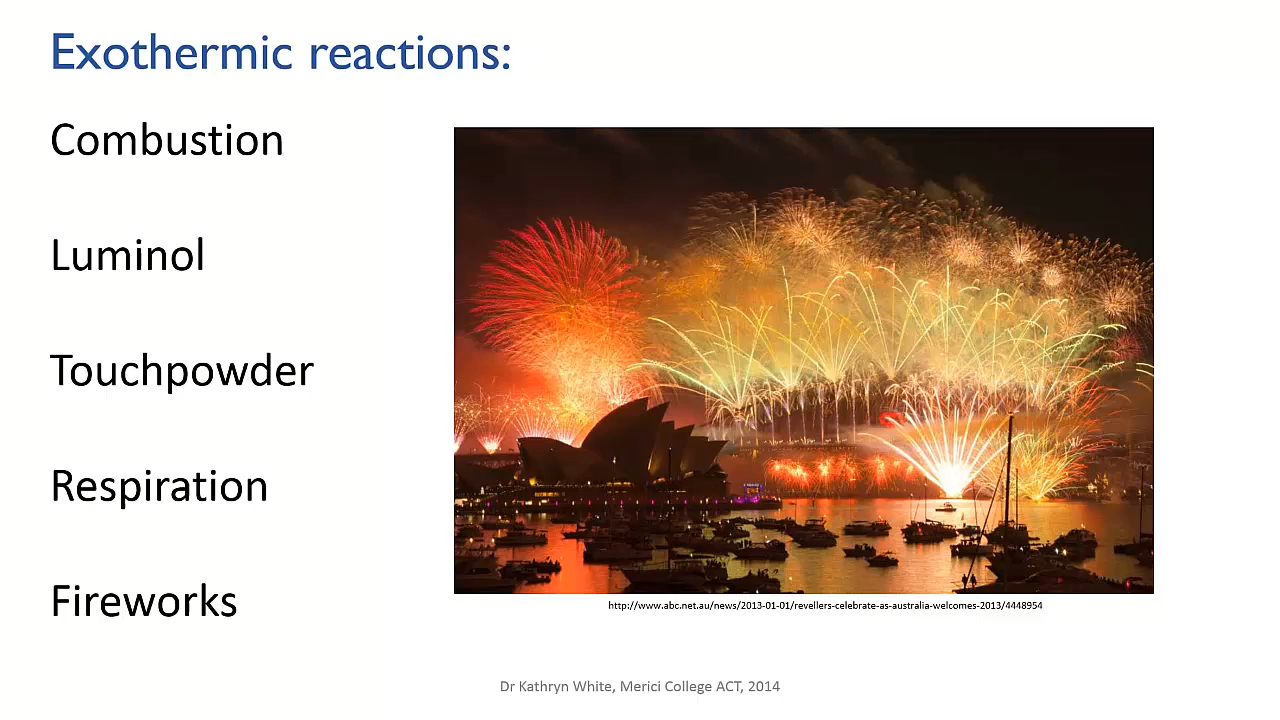 Exothermic reactions:
Combustion
Luminol
Touchpowder
Respiration
Fireworks
http://www.abc.net.au/news/2013-01-01/revellers-celebrate-as-australia-welcomes-2013/4448954
Dr Kathryn White, Merici College ACT, 2014